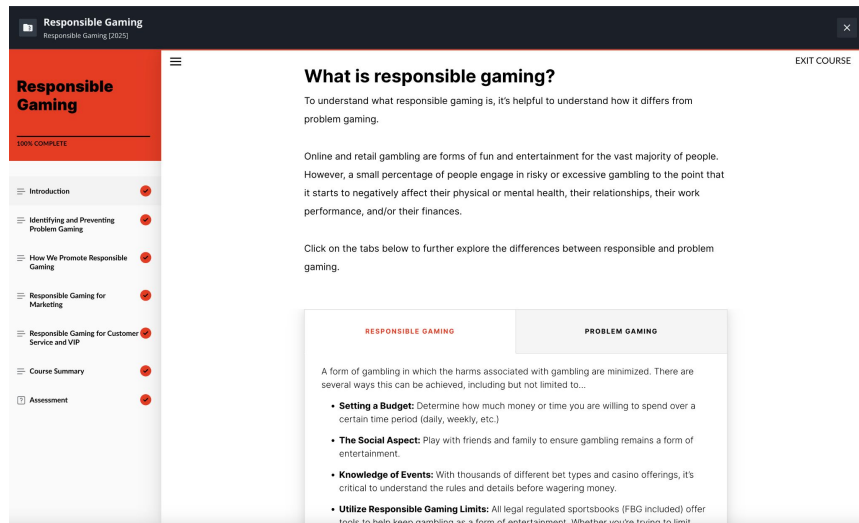 Responsible Gaming
Responsible Gaming [2025]
EXIT COURSE
Responsible
Gaming
100% COMPLETE
Introduction
Identifying and Preventing
Problem Gaming
How We Promote Responsible
Gaming
Responsible Gaming for
Marketing
Responsible Gaming for Customer
Service and VIP
Course Summary
Assessment
What is responsible gaming?
To understand what responsible gaming is, it's helpful to understand how it differs from
problem gaming.
Online and retail gambling are forms of fun and entertainment for the vast majority of people.
However, a small percentage of people engage in risky or excessive gambling to the point that
it starts to negatively affect their physical or mental health, their relationships, their work
performance, and/or their finances.
Click on the tabs below to further explore the differences between responsible and problem
gaming.
RESPONSIBLE GAMING
PROBLEM GAMING
A form of gambling in which the harms associated with gambling are minimized. There are
several ways this can be achieved, including but not limited to...
• Setting a Budget: Determine how much money or time you are willing to spend over a
certain time period (daily, weekly, etc.)
• The Social Aspect: Play with friends and family to ensure gambling remains a form of
entertainment.
• Knowledge of Events: With thousands of different bet types and casino offerings, it's
critical to understand the rules and details before wagering money.
• Utilize Responsible Gaming Limits: All legal regulated sportsbooks (FBG included) offer
tools to help keep gambling as a form of entertainment. Whether you're trying to limit